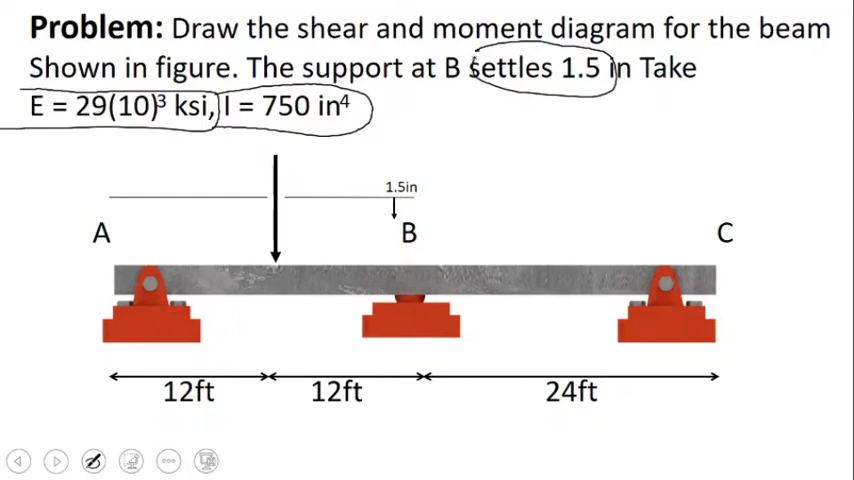 Problem: Draw the shear and moment diagram for the beam
Shown in figure. The support at B settles 1.5 in Take
E = 29(10)³ ksi, I = 750 in⁴
1.5in
A
B
C
12ft
12ft
24ft